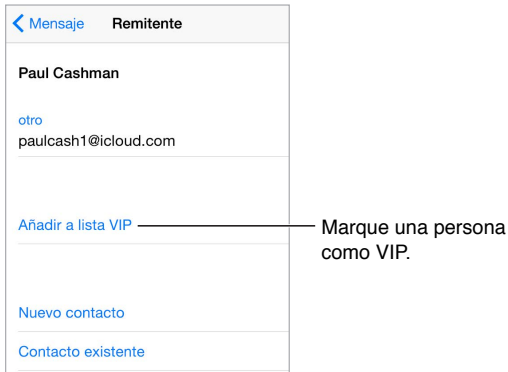 Mensaje Remitente
Paul Cashman
otro
paulcash1@icloud.com
Añadir a lista VIP
Marque una persona
como VIP.
Nuevo contacto
Contacto existente